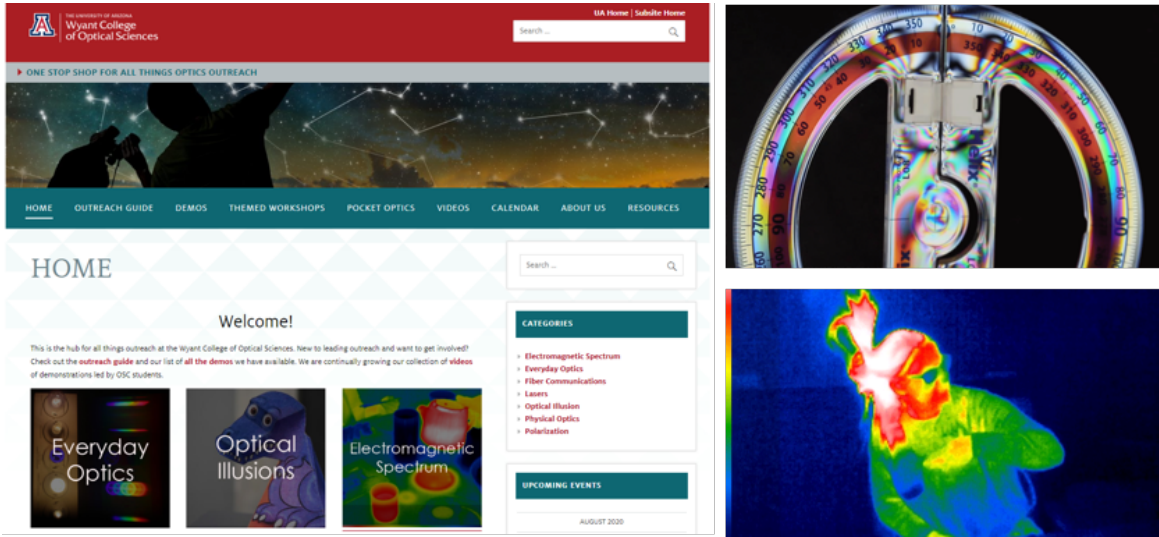 THE UNIVERSITY OF ARIZONA
Wyant College
of Optical Sciences
UA Home | Subsite Home
Search ...
ONE STOP SHOP FOR ALL THINGS OPTICS OUTREACH
HOME OUTREACH GUIDE DEMOS THEMED WORKSHOPS POCKET OPTICS VIDEOS CALENDAR ABOUT US RESOURCES
HOME
Welcome!
This is the hub for all things outreach at the Wyant College of Optical Sciences. New to leading outreach and want to get involved?
Check out the outreach guide and our list of all the demos we have available. We are continually growing our collection of videos
of demonstrations led by OSC students.
Everyday
Optics
Optical
Illusions
Electromagnetic
Spectrum
Search ...
CATEGORIES
Electromagnetic Spectrum
Everyday Optics
Fiber Communications
Lasers
Optical Illusion
Physical Optics
Polarization
UPCOMING EVENTS
AUGUST 2020
350 10
340 20
330 30
320
310
300
290
280
270
260
10 350
20
30
40
50
60
70
80
90
40
50
60
70
80
90
340
330
320
310
300
290
Helix